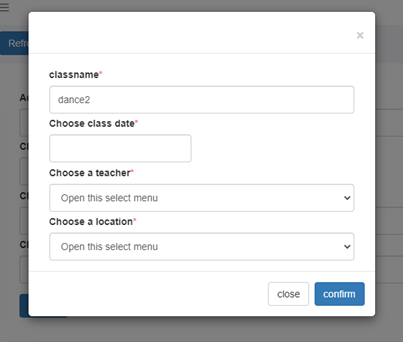 Refr
×
classname*
dance2
Choose class date*
Choose a teacher*
Open this select menu
Choose a location*
Open this select menu
close
confirm